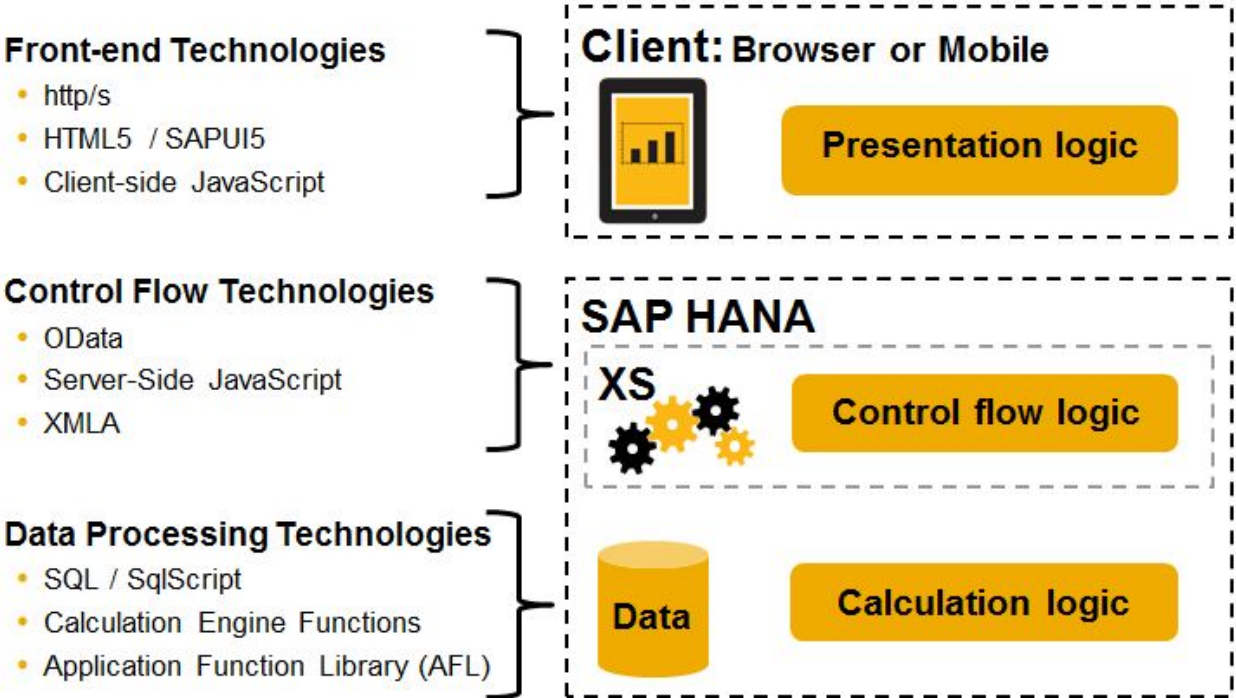 Front-end Technologies
• http/s
• HTML5 / SAPUI5
• Client-side JavaScript
Client: Browser or Mobile
Presentation logic
Control Flow Technologies
• OData
• Server-Side JavaScript
• XMLA
SAP HANA
XS
Control flow logic
Data Processing Technologies
• SQL / SqlScript
• Calculation Engine Functions
• Application Function Library (AFL)
Data
Calculation logic